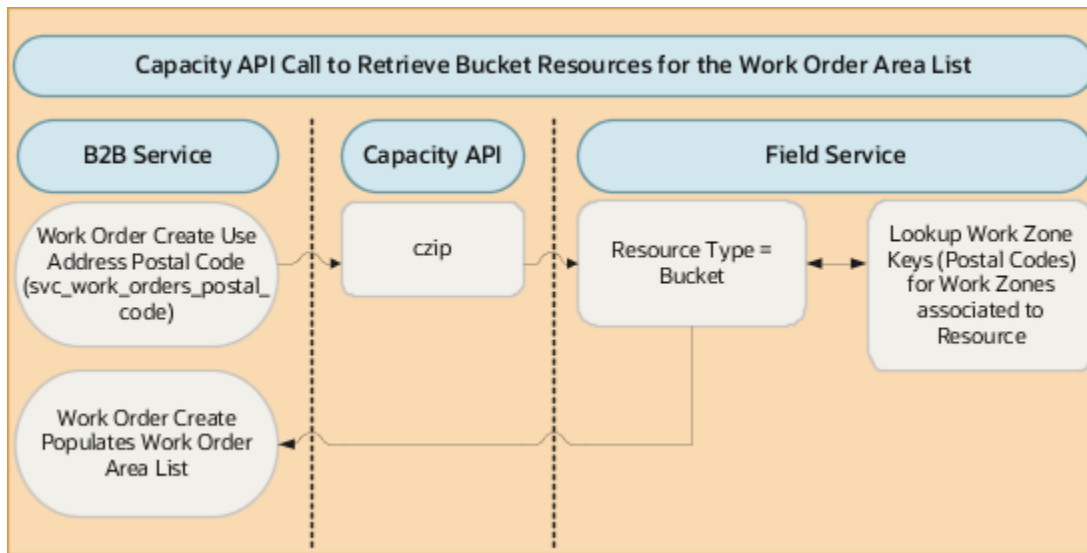 Capacity API Call to Retrieve Bucket Resources for the Work Order Area List
B2B Service
Capacity API
Field Service
Work Order Create Use
Address Postal Code
(svc_work_orders_postal_
code)
czip
Resource Type =
Bucket
Lookup Work Zone
Keys (Postal Codes)
for Work Zones
associated to
Resource
Work Order Create
Populates Work Order
Area List